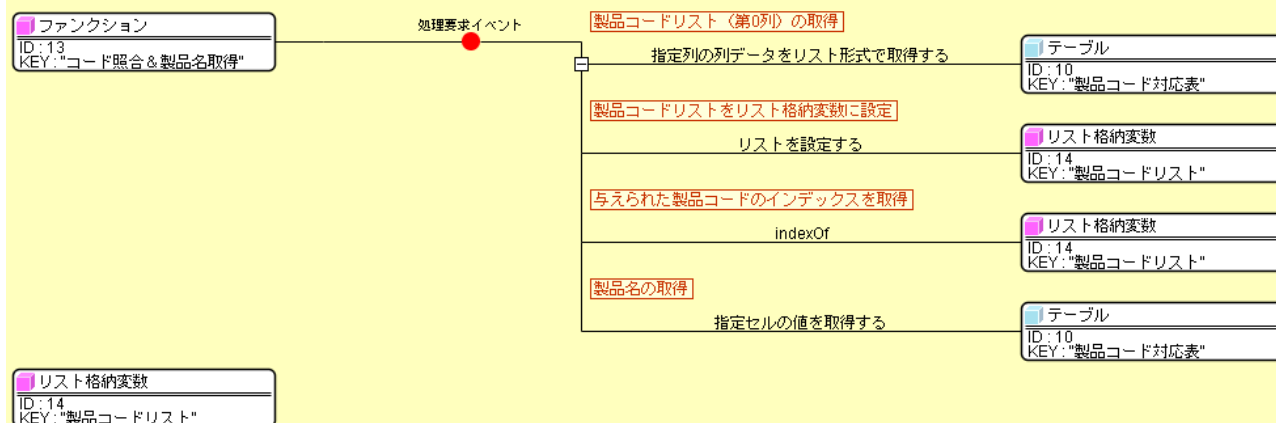 ファンクション
ID : 13
KEY : "コード照合＆製品名取得"
処理要求イベント
製品コードリスト（第0列）の取得
指定列の列データをリスト形式で取得する
テーブル
ID : 10
KEY : "製品コード対応表"
製品コードリストをリスト格納変数に設定
リストを設定する
リスト格納変数
ID : 14
KEY : "製品コードリスト"
与えられた製品コードのインデックスを取得
indexOf
リスト格納変数
ID : 14
KEY : "製品コードリスト"
製品名の取得
指定セルの値を取得する
テーブル
ID : 10
KEY : "製品コード対応表"
リスト格納変数
ID : 14
KEY : "製品コードリスト"